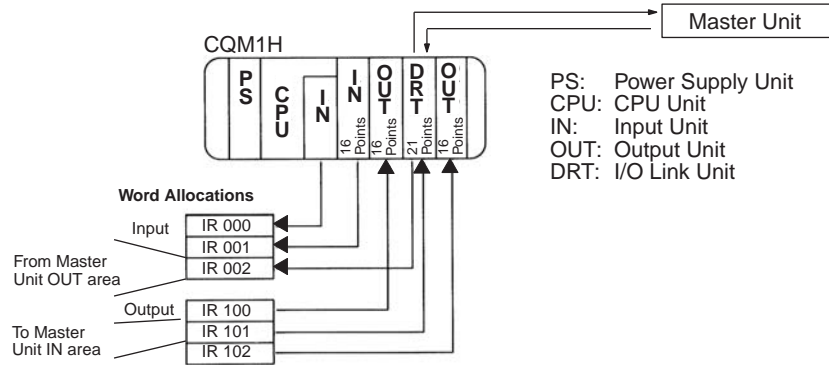 Master Unit
CQM1H
PS
CPU
IN
IN
16 Points
OUT
16 Points
DRT
21 Points
OUT
16 Points
PS: Power Supply Unit
CPU: CPU Unit
IN: Input Unit
OUT: Output Unit
DRT: I/O Link Unit
Word Allocations
Input
IR 000
IR 001
IR 002
From Master
Unit OUT area
Output
IR 100
IR 101
IR 102
To Master
Unit IN area